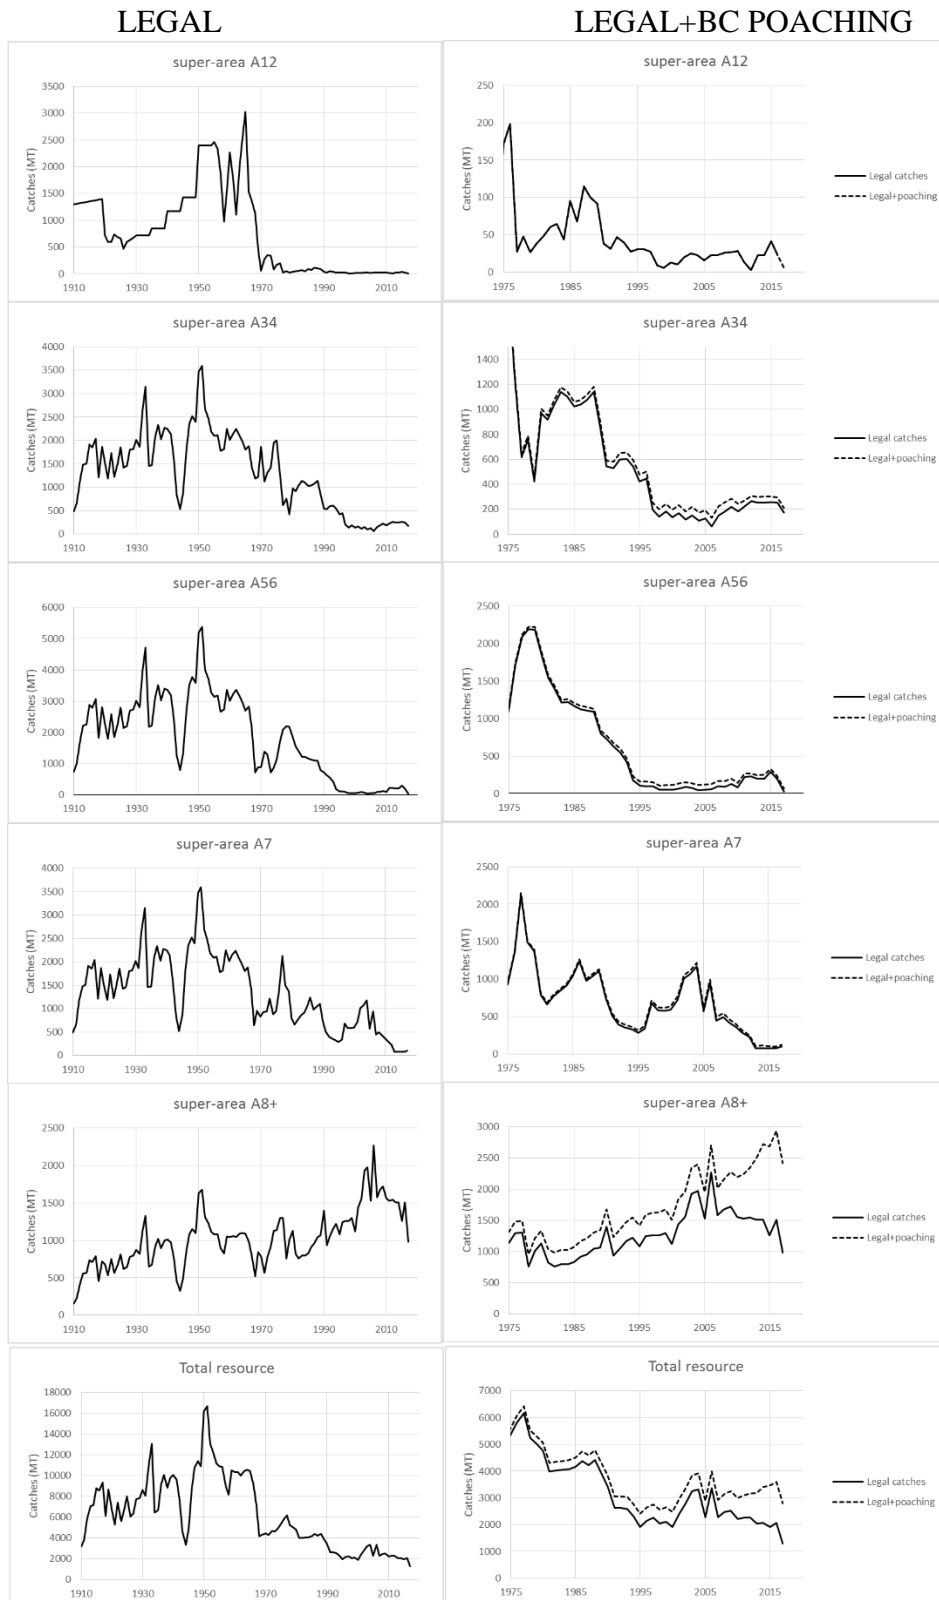 LEGAL
LEGAL+BC POACHING
super-area A12
3500
3000
2500
2000
1500
1000
500
0
Catches (MT)
1910 1930 1950 1970 1990 2010
super-area A12
250
200
150
100
50
0
Catches (MT)
1975 1985 1995 2005 2015
Legal catches
Legal+poaching
super-area A34
4000
3500
3000
2500
2000
1500
1000
500
0
Catches (MT)
1910 1930 1950 1970 1990 2010
super-area A34
1400
1200
1000
800
600
400
200
0
Catches (MT)
1975 1985 1995 2005 2015
Legal catches
Legal+poaching
super-area A56
6000
5000
4000
3000
2000
1000
0
Catches (MT)
1910 1930 1950 1970 1990 2010
super-area A56
2500
2000
1500
1000
500
0
Catches (MT)
1975 1985 1995 2005 2015
Legal catches
Legal+poaching
super-area A7
4000
3500
3000
2500
2000
1500
1000
500
0
Catches (MT)
1910 1930 1950 1970 1990 2010
super-area A7
2500
2000
1500
1000
500
0
Catches (MT)
1975 1985 1995 2005 2015
Legal catches
Legal+poaching
super-area A8+
2500
2000
1500
1000
500
0
Catches (MT)
1910 1930 1950 1970 1990 2010
super-area A8+
3000
2500
2000
1500
1000
500
0
Catches (MT)
1975 1985 1995 2005 2015
Legal catches
Legal+poaching
Total resource
18000
16000
14000
12000
10000
8000
6000
4000
2000
0
Catches (MT)
1910 1930 1950 1970 1990 2010
Total resource
7000
6000
5000
4000
3000
2000
1000
0
Catches (MT)
1975 1985 1995 2005 2015
Legal catches
Legal+poaching